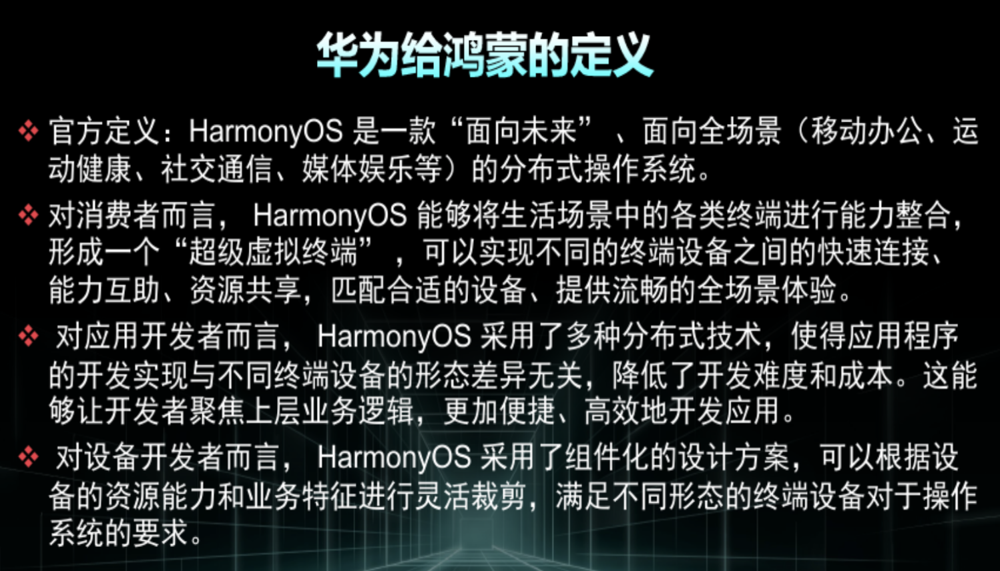 华为给鸿蒙的定义
官方定义：HarmonyOS 是一款“面向未来”、面向全场景（移动办公、运
动健康、社交通信、媒体娱乐等）的分布式操作系统。
对消费者而言， HarmonyOS 能够将生活场景中的各类终端进行能力整合，
形成一个“超级虚拟终端”，可以实现不同的终端设备之间的快速连接、
能力互助、资源共享，匹配合适的设备、提供流畅的全场景体验。
对应用开发者而言， HarmonyOS 采用了多种分布式技术，使得应用程序
的开发实现与不同终端设备的形态差异无关，降低了开发难度和成本。这能
够让开发者聚焦上层业务逻辑，更加便捷、高效地开发应用。
对设备开发者而言， HarmonyOS 采用了组件化的设计方案，可以根据设
备的资源能力和业务特征进行灵活裁剪，满足不同形态的终端设备对于操作
系统的要求。